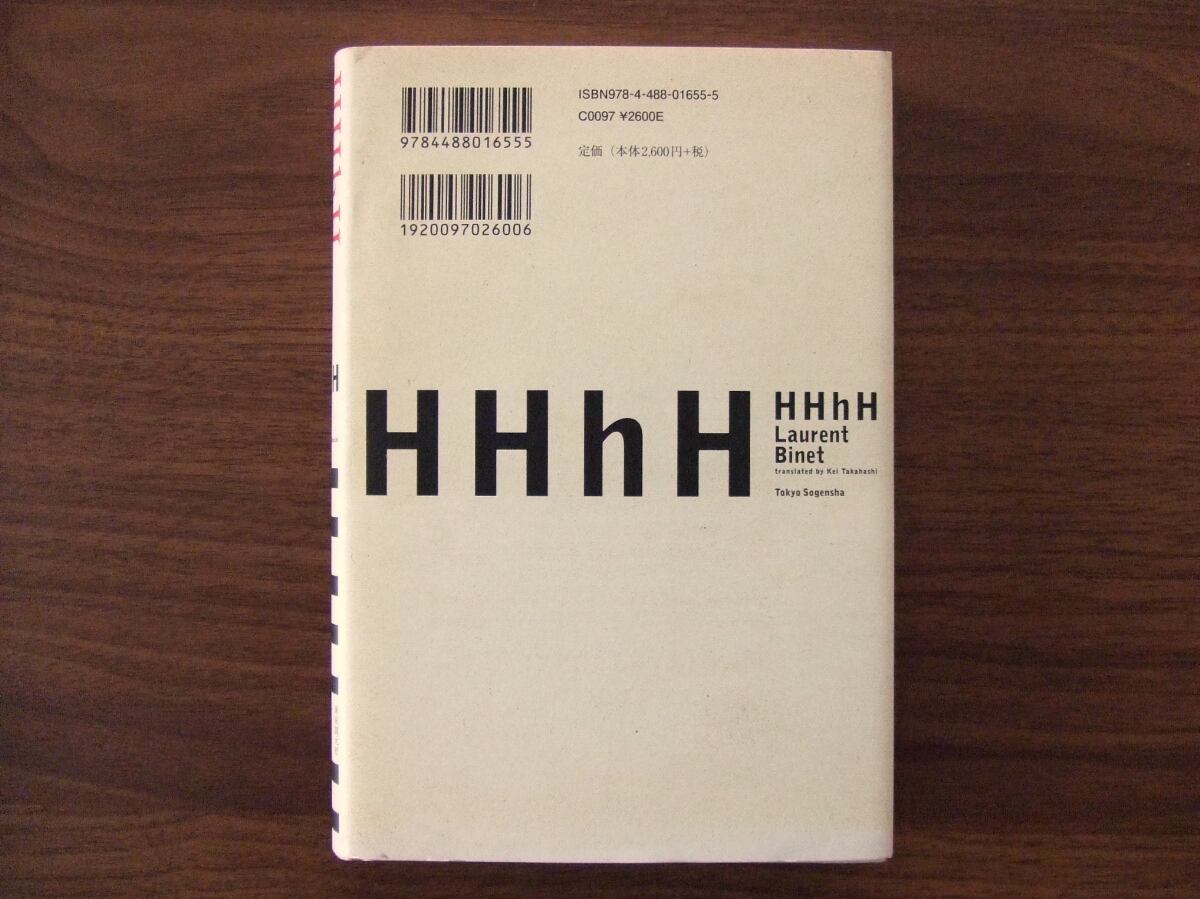 9784488016555
1920097026006
ISBN978-4-488-01655-5
C0097 ¥2600E
定価（本体2,600円+税）
HHhH
HHhH
Laurent
Binet
translated by Kei Takahashi
Tokyo Sogensha